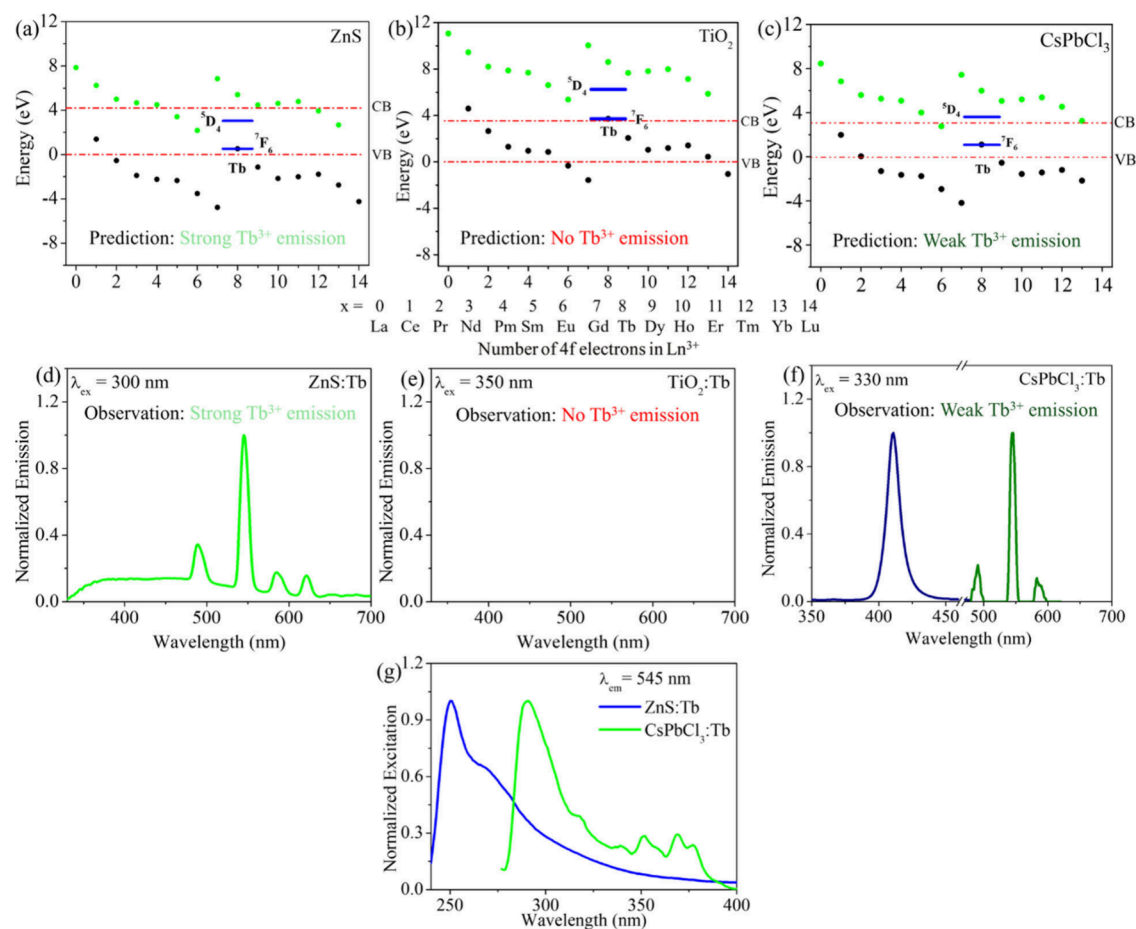 (a) ZnS
Energy (eV)
12
8
4
0
-4
-8
⁵D₄
⁷F₆
Tb
CB
VB
Prediction: Strong Tb³⁺ emission
0 2 4 6 8 10 12 14
(b) TiO₂
Energy (eV)
12
8
4
0
-4
-8
⁵D₄
⁷F₆
Tb
CB
VB
Prediction: No Tb³⁺ emission
0 2 4 6 8 10 12 14
(c) CsPbCl₃
Energy (eV)
12
8
4
0
-4
-8
⁵D₄
⁷F₆
Tb
CB
VB
Prediction: Weak Tb³⁺ emission
0 2 4 6 8 10 12 14
x = 0 1 2 3 4 5 6 7 8 9 10 11 12 13 14
La Ce Pr Nd Pm Sm Eu Gd Tb Dy Ho Er Tm Yb Lu
Number of 4f electrons in Ln³⁺
(d) λex = 300 nm ZnS:Tb
Observation: Strong Tb³⁺ emission
Normalized Emission
1.2
0.8
0.4
0.0
400 500 600 700
Wavelength (nm)
(e) λex = 350 nm TiO₂:Tb
Observation: No Tb³⁺ emission
Normalized Emission
1.2
0.8
0.4
0.0
400 500 600 700
Wavelength (nm)
(f) λex = 330 nm CsPbCl₃:Tb
Observation: Weak Tb³⁺ emission
Normalized Emission
1.2
0.8
0.4
0.0
350 400 450 500 600 700
Wavelength (nm)
(g) λem = 545 nm
ZnS:Tb
CsPbCl₃:Tb
Normalized Excitation
1.2
0.9
0.6
0.3
0.0
250 300 350 400
Wavelength (nm)